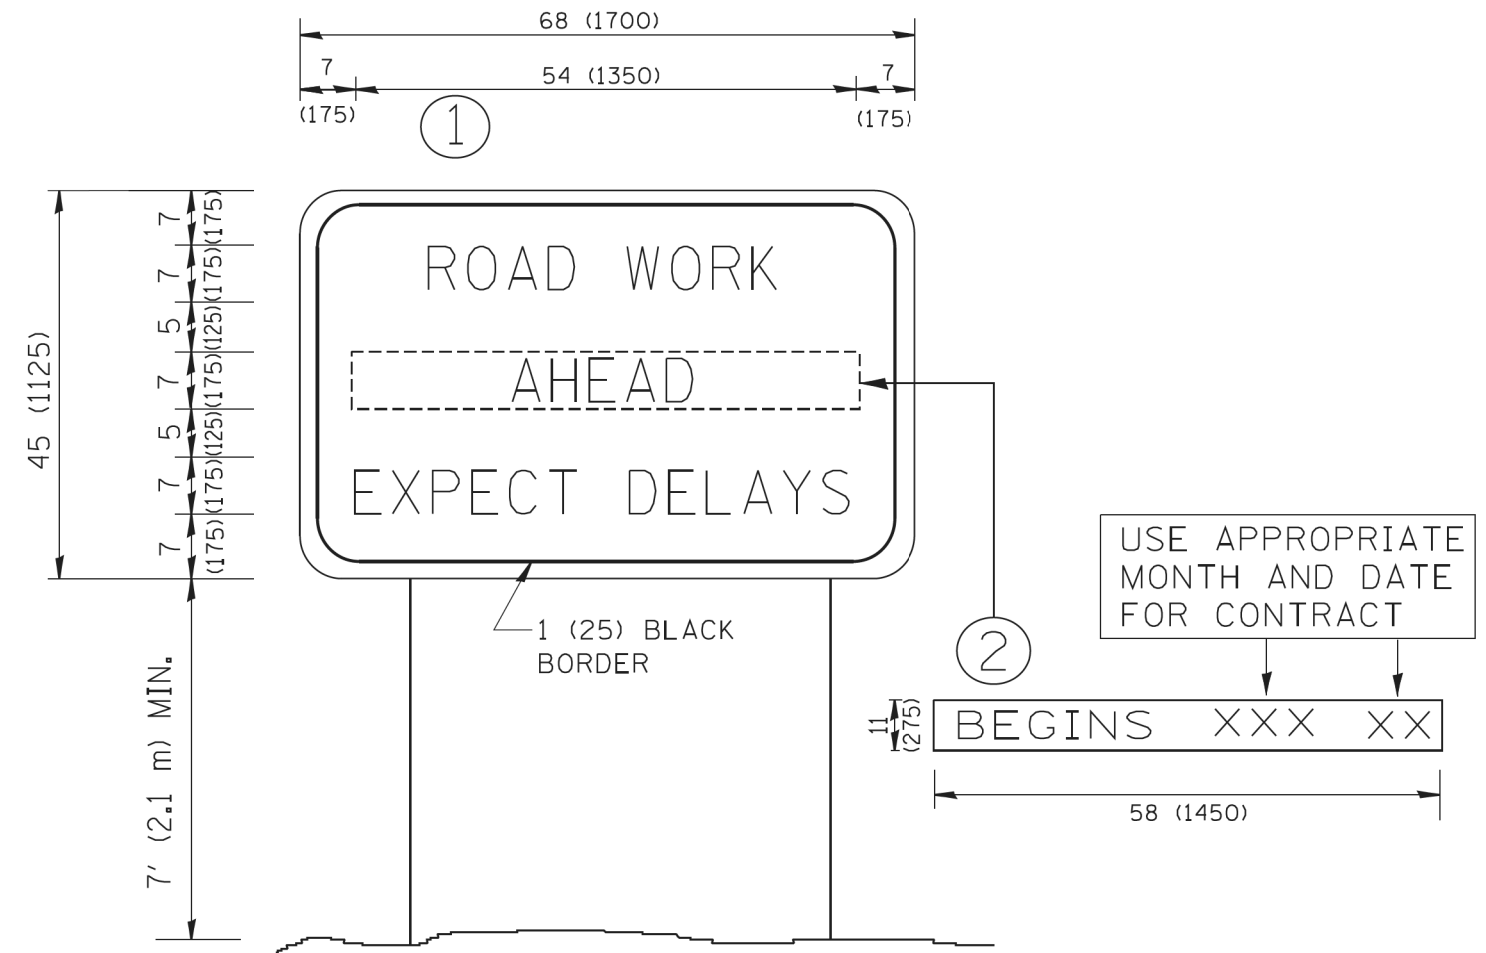 68 (1700)
7
54 (1350)
7
(175)
(175)
1
ROAD WORK
AHEAD
EXPECT DELAYS
45 (1125)
7
(175)
7
(175)
5
(125)
7
(175)
5
(125)
7
(175)
7
(175)
7' (2.1 m) MIN.
1 (25) BLACK
BORDER
2
USE APPROPRIATE
MONTH AND DATE
FOR CONTRACT
11
(275)
BEGINS XXX XX
58 (1450)